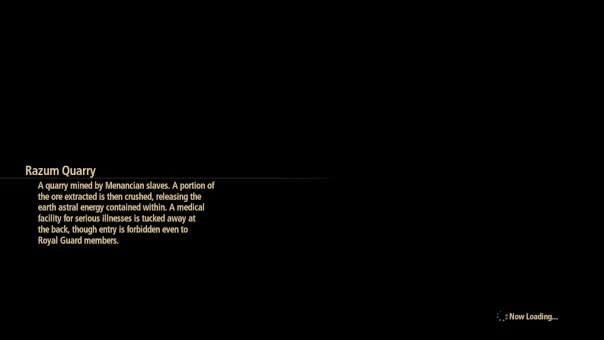 Razum Quarry
A quarry mined by Menancian slaves. A portion of
the ore extracted is then crushed, releasing the
earth astral energy contained within. A medical
facility for serious illnesses is tucked away at
the back, though entry is forbidden even to
Royal Guard members.
Now Loading...